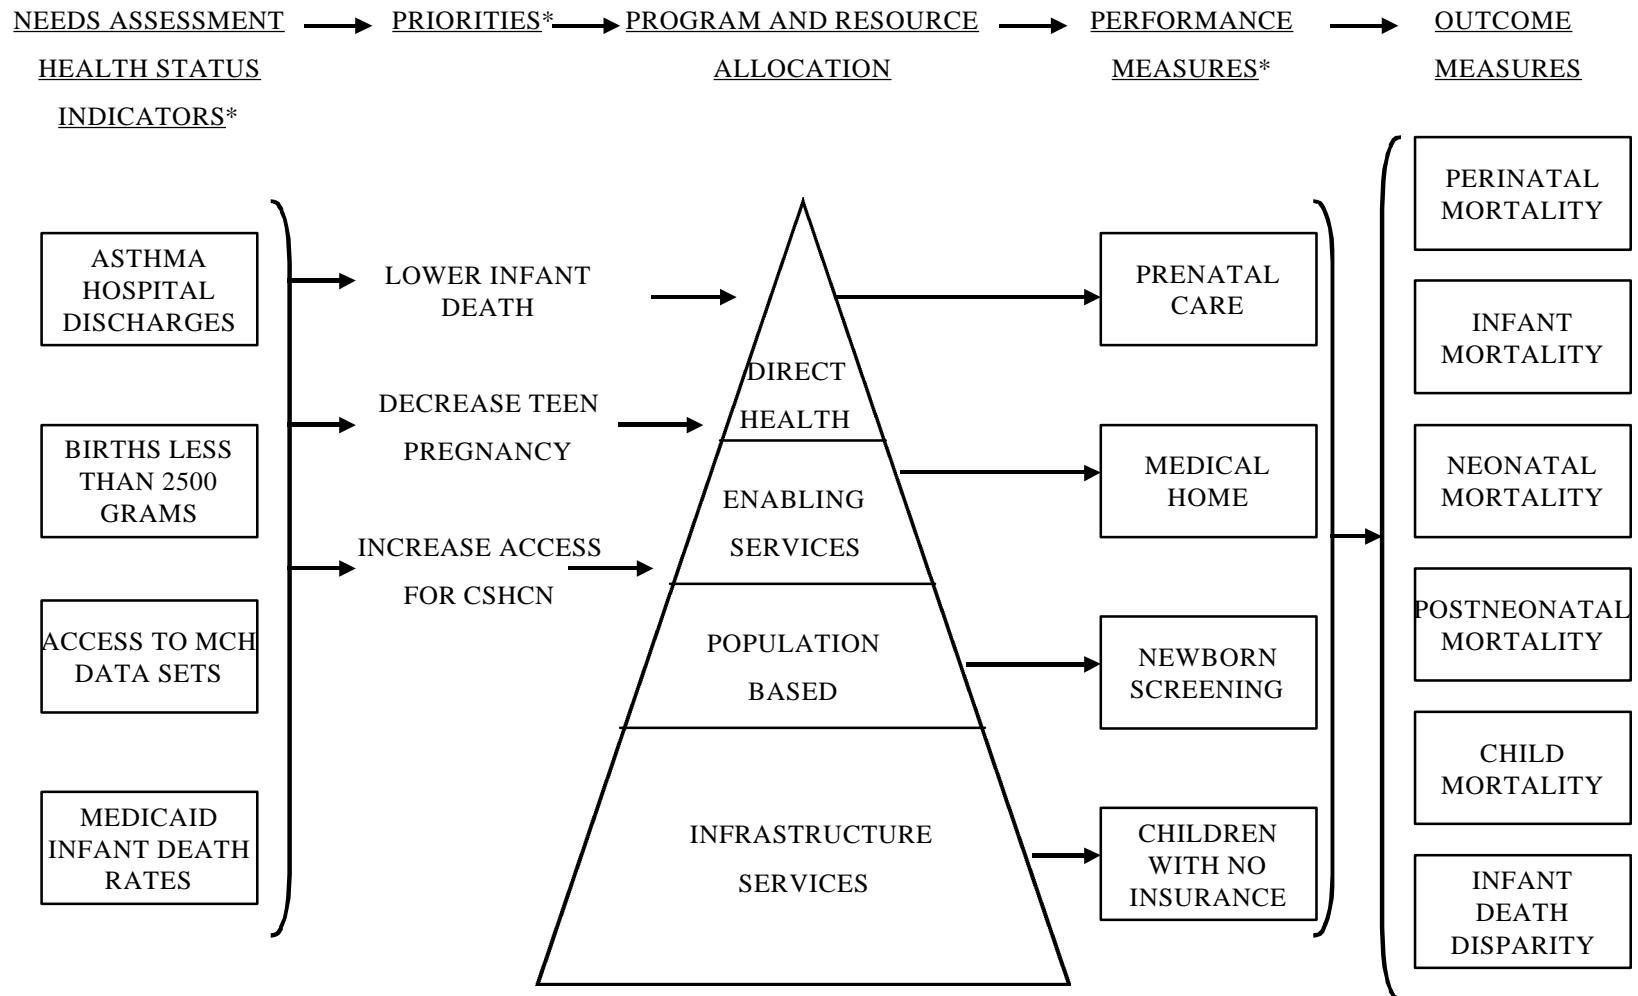 NEEDS ASSESSMENT
HEALTH STATUS
INDICATORS*
PRIORITIES*
PROGRAM AND RESOURCE
ALLOCATION
PERFORMANCE
MEASURES*
OUTCOME
MEASURES
ASTHMA
HOSPITAL
DISCHARGES
BIRTHS LESS
THAN 2500
GRAMS
ACCESS TO MCH
DATA SETS
MEDICAID
INFANT DEATH
RATES
LOWER INFANT
DEATH
DECREASE TEEN
PREGNANCY
INCREASE ACCESS
FOR CSHCN
DIRECT
HEALTH
ENABLING
SERVICES
POPULATION
BASED
INFRASTRUCTURE
SERVICES
PRENATAL
CARE
MEDICAL
HOME
NEWBORN
SCREENING
CHILDREN
WITH NO
INSURANCE
PERINATAL
MORTALITY
INFANT
MORTALITY
NEONATAL
MORTALITY
POSTNEONATAL
MORTALITY
CHILD
MORTALITY
INFANT
DEATH
DISPARITY